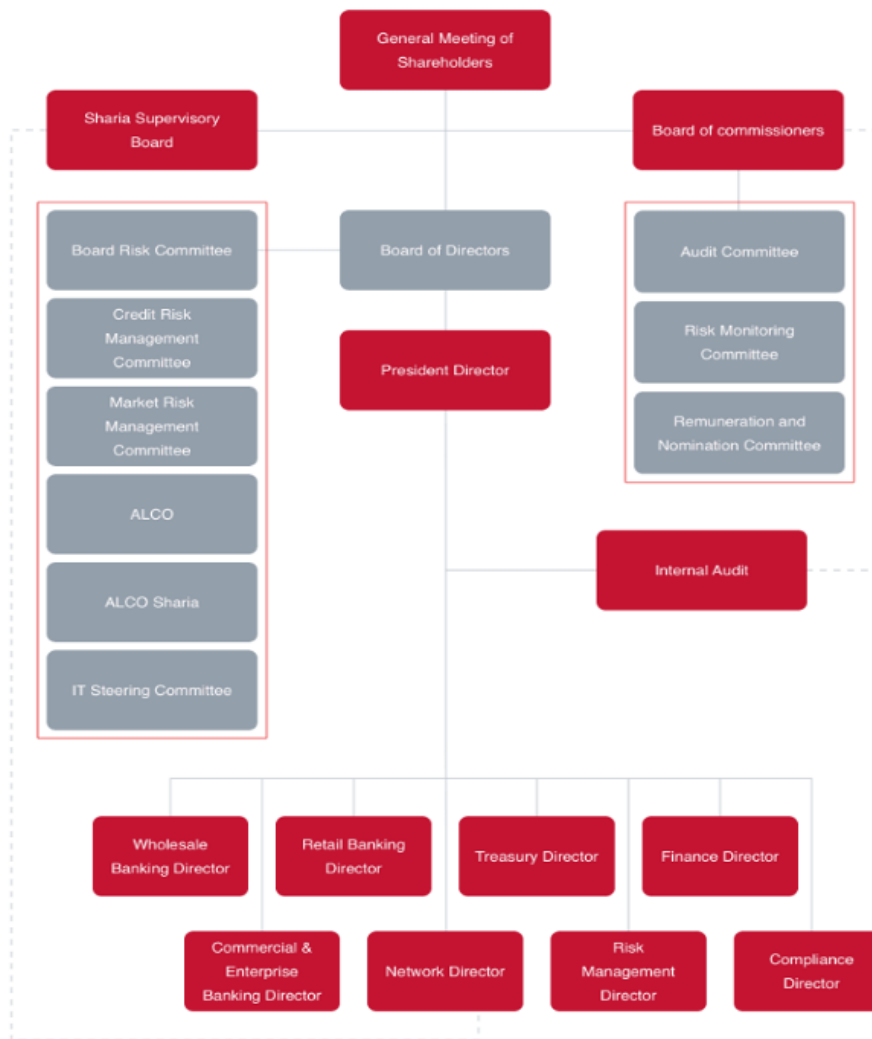 General Meeting of
Shareholders
Sharia Supervisory
Board
Board of commissioners
Board Risk Committee
Board of Directors
Audit Committee
Credit Risk
Management
Committee
Risk Monitoring
Committee
President Director
Market Risk
Management
Committee
Remuneration and
Nomination Committee
ALCO
Internal Audit
ALCO Sharia
IT Steering Committee
Wholesale
Banking Director
Retail Banking
Director
Treasury Director
Finance Director
Commercial &
Enterprise
Banking Director
Network Director
Risk
Management
Director
Compliance
Director